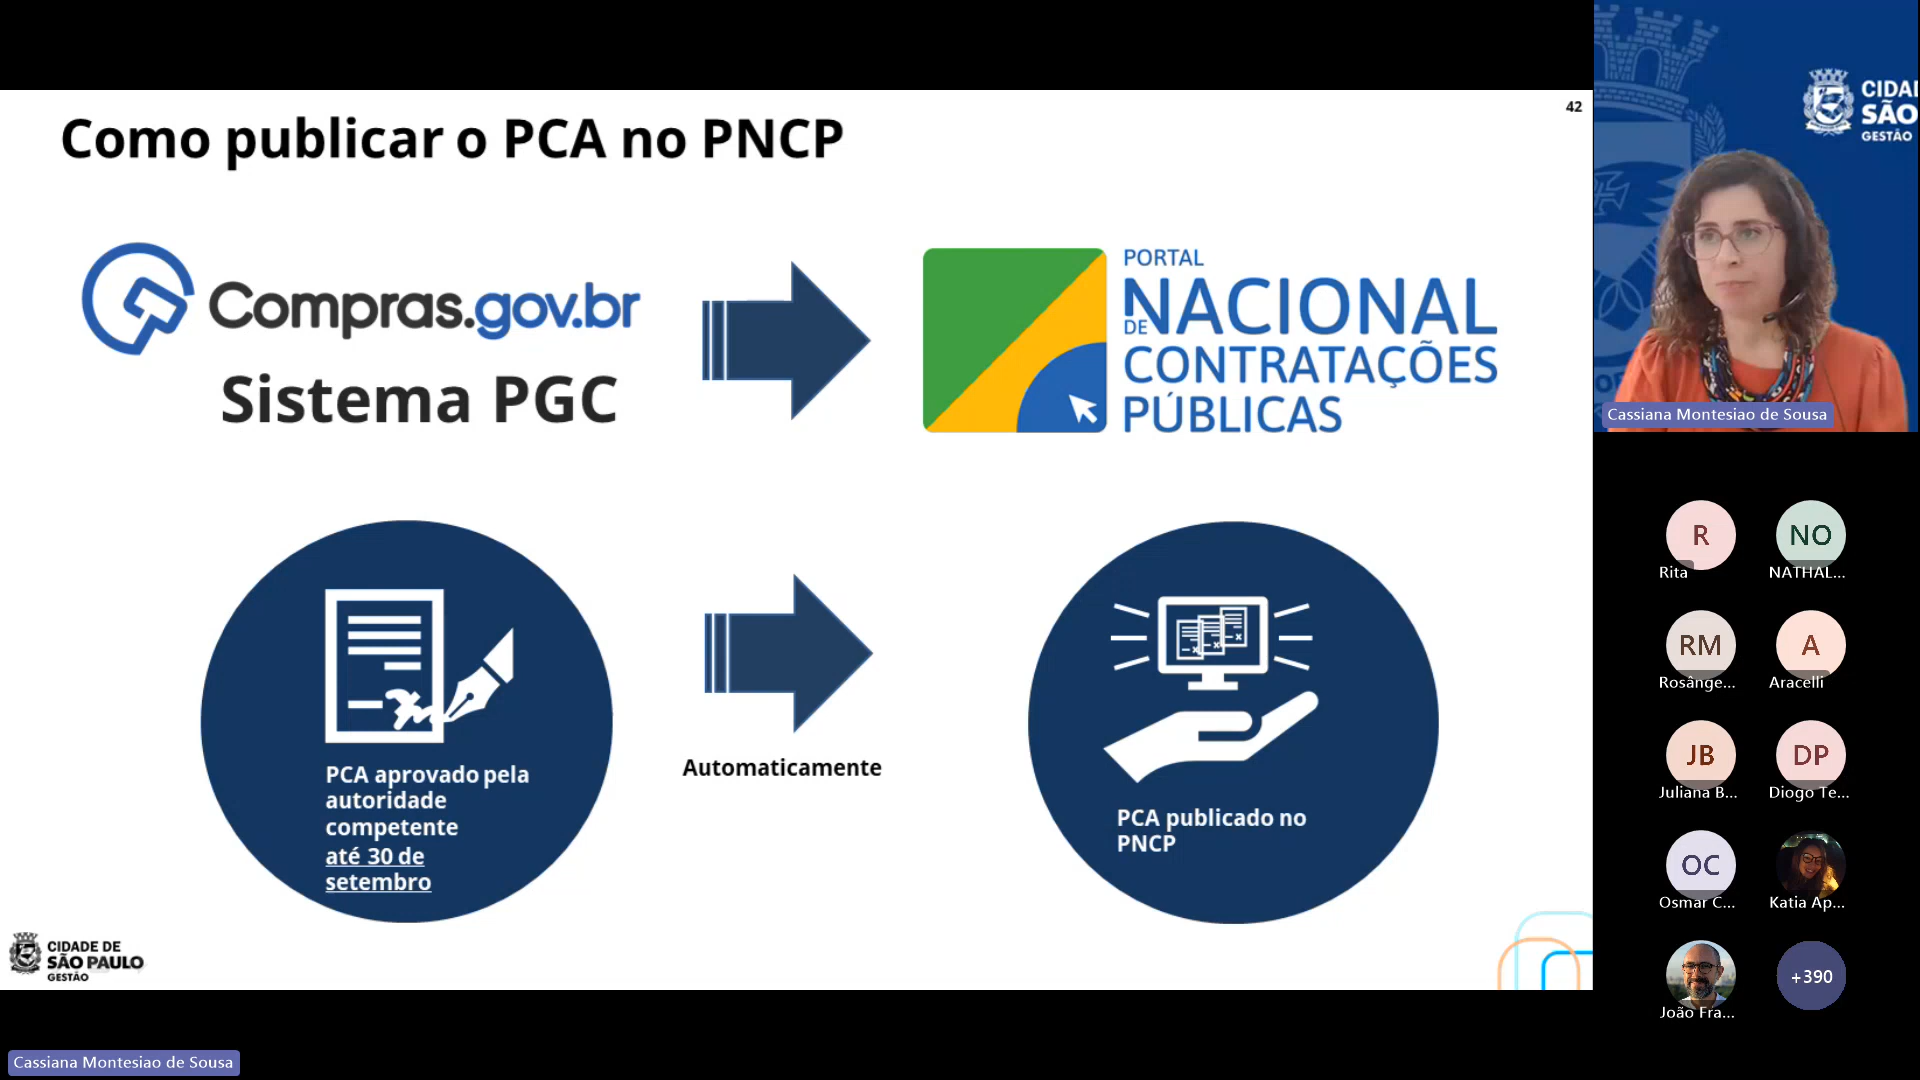 42
Como publicar o PCA no PNCP
Compras.gov.br
Sistema PGC
PORTAL
NACIONAL
DE
CONTRATAÇÕES
PÚBLICAS
PCA aprovado pela
autoridade
competente
até 30 de
setembro
Automaticamente
PCA publicado no
PNCP
CIDADE DE
SÃO PAULO
GESTÃO
CIDA
SÃO
GESTÃO
Cassiana Montesiao de Sousa
R
Rita
NO
NATHAL...
RM
Rosânge...
A
Aracelli
JB
Juliana B...
DP
Diogo Te...
OC
Osmar C...
Katia Ap...
João Fra...
+390
Cassiana Montesiao de Sousa